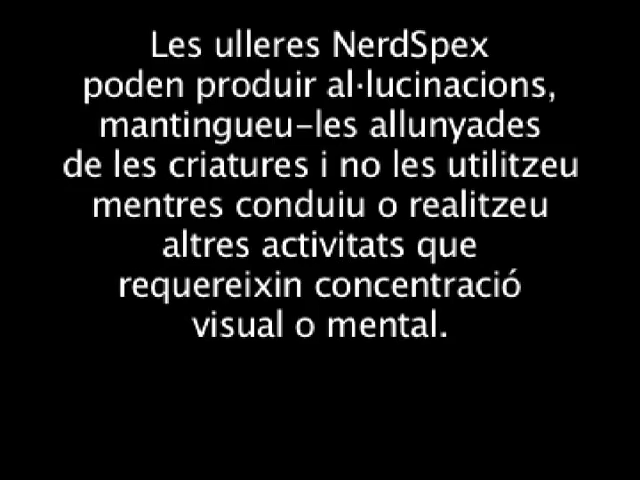 Les ulleres NerdSpex
poden produir al·lucinacions,
mantingueu-les allunyades
de les criatures i no les utilitzeu
mentres conduiu o realitzeu
altres activitats que
requereixin concentració
visual o mental.